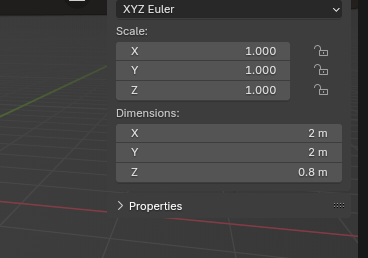 XYZ Euler
Scale:
X 1.000
Y 1.000
Z 1.000
Dimensions:
X 2 m
Y 2 m
Z 0.8 m
Properties